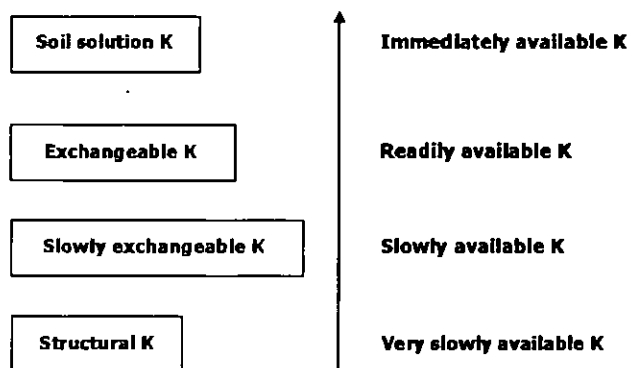 Soil solution K Immediately available K
Exchangeable K Readily available K
Slowly exchangeable K Slowly available K
Structural K Very slowly available K